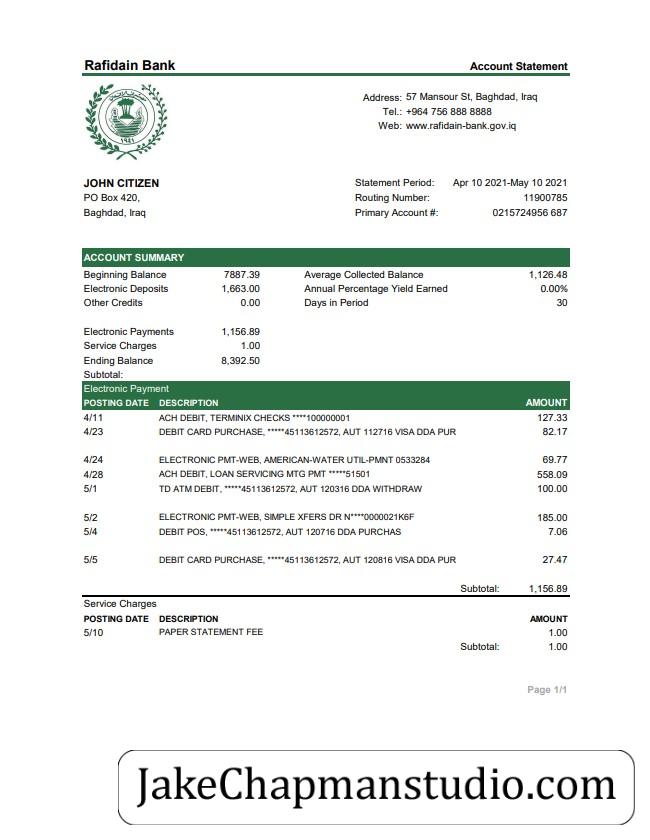 Rafidain Bank Account Statement
Address: 57 Mansour St, Baghdad, Iraq
Tel.: +964 756 888 8888
Web: www.rafidain-bank.gov.iq
١٩٤١
JOHN CITIZEN Statement Period: Apr 10 2021-May 10 2021
PO Box 420, Routing Number: 11900785
Baghdad, Iraq Primary Account #: 0215724956 687
ACCOUNT SUMMARY
Beginning Balance 7887.39 Average Collected Balance 1,126.48
Electronic Deposits 1,663.00 Annual Percentage Yield Earned 0.00%
Other Credits 0.00 Days in Period 30
Electronic Payments 1,156.89
Service Charges 1.00
Ending Balance 8,392.50
Subtotal:
Electronic Payment
POSTING DATE DESCRIPTION AMOUNT
4/11 ACH DEBIT, TERMINIX CHECKS ****100000001 127.33
4/23 DEBIT CARD PURCHASE, *****45113612572, AUT 112716 VISA DDA PUR 82.17
4/24 ELECTRONIC PMT-WEB, AMERICAN-WATER UTIL-PMNT 0533284 69.77
4/28 ACH DEBIT, LOAN SERVICING MTG PMT *****51501 558.09
5/1 TD ATM DEBIT, *****45113612572, AUT 120316 DDA WITHDRAW 100.00
5/2 ELECTRONIC PMT-WEB, SIMPLE XFERS DR N****0000021K6F 185.00
5/4 DEBIT POS, *****45113612572, AUT 120716 DDA PURCHAS 7.06
5/5 DEBIT CARD PURCHASE, *****45113612572, AUT 120816 VISA DDA PUR 27.47
Subtotal: 1,156.89
Service Charges
POSTING DATE DESCRIPTION AMOUNT
5/10 PAPER STATEMENT FEE 1.00
Subtotal: 1.00
Page 1/1
JakeChapmanstudio.com